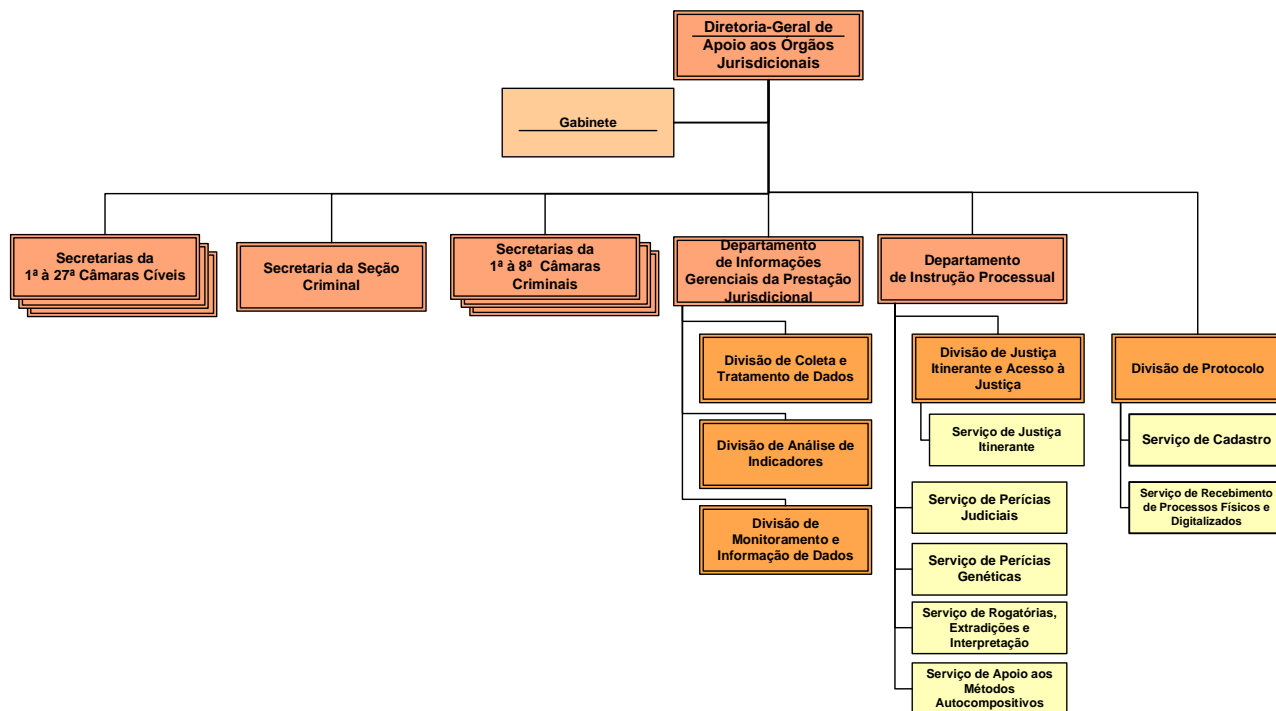 Diretoria-Geral de
Apoio aos Órgãos
Jurisdicionais
Gabinete
Secretarias da
1ª à 27ª Câmaras Cíveis
Secretaria da Seção
Criminal
Secretarias da
1ª à 8ª Câmaras
Criminais
Departamento
de Informações
Gerenciais da Prestação
Jurisdicional
Departamento
de Instrução Processual
Divisão de Coleta e
Tratamento de Dados
Divisão de Análise de
Indicadores
Divisão de
Monitoramento e
Informação de Dados
Divisão de Justiça
Itinerante e Acesso à
Justiça
Serviço de Justiça
Itinerante
Serviço de Perícias
Judiciais
Serviço de Perícias
Genéticas
Serviço de Rogatórias,
Extradições e
Interpretação
Serviço de Apoio aos
Métodos
Autocompositivos
Divisão de Protocolo
Serviço de Cadastro
Serviço de Recebimento
de Processos Físicos e
Digitalizados